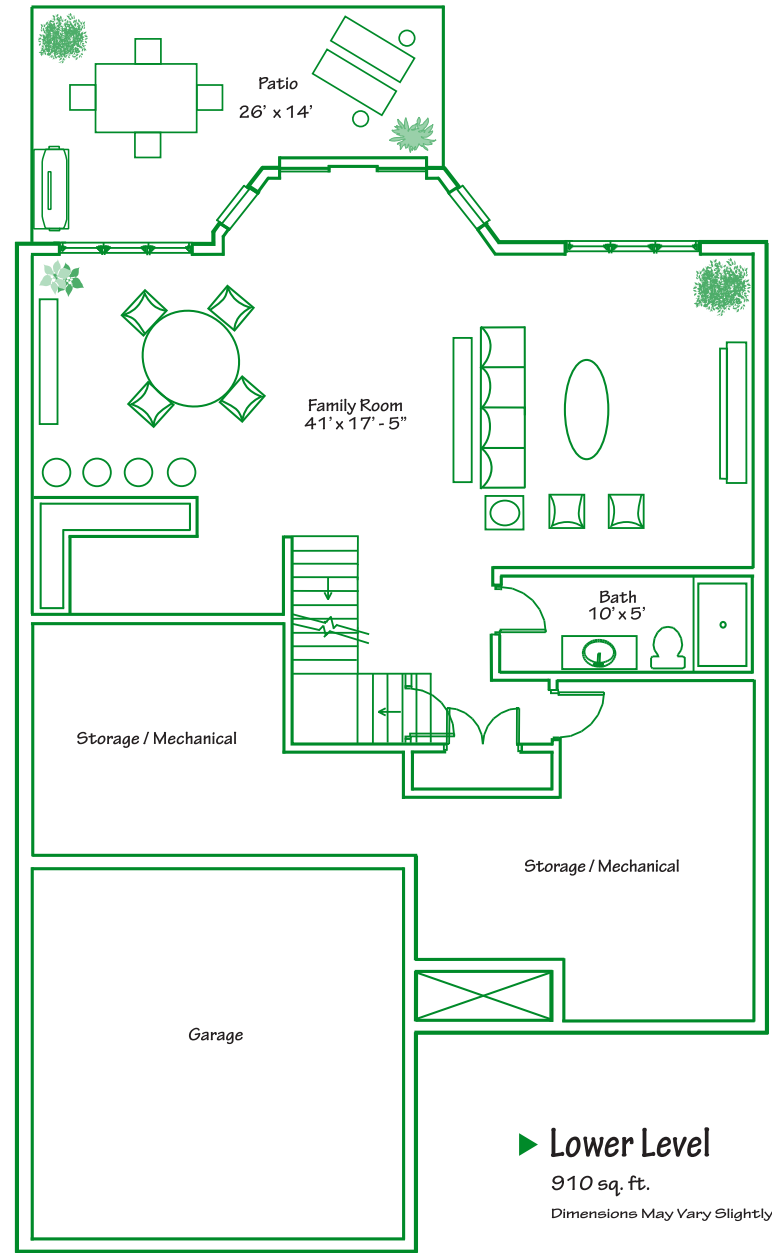 Patio
26' x 14'
Family Room
41' x 17' - 5"
Bath
10' x 5'
Storage / Mechanical
Storage / Mechanical
Garage
Lower Level
910 sq. ft.
Dimensions May Vary Slightly